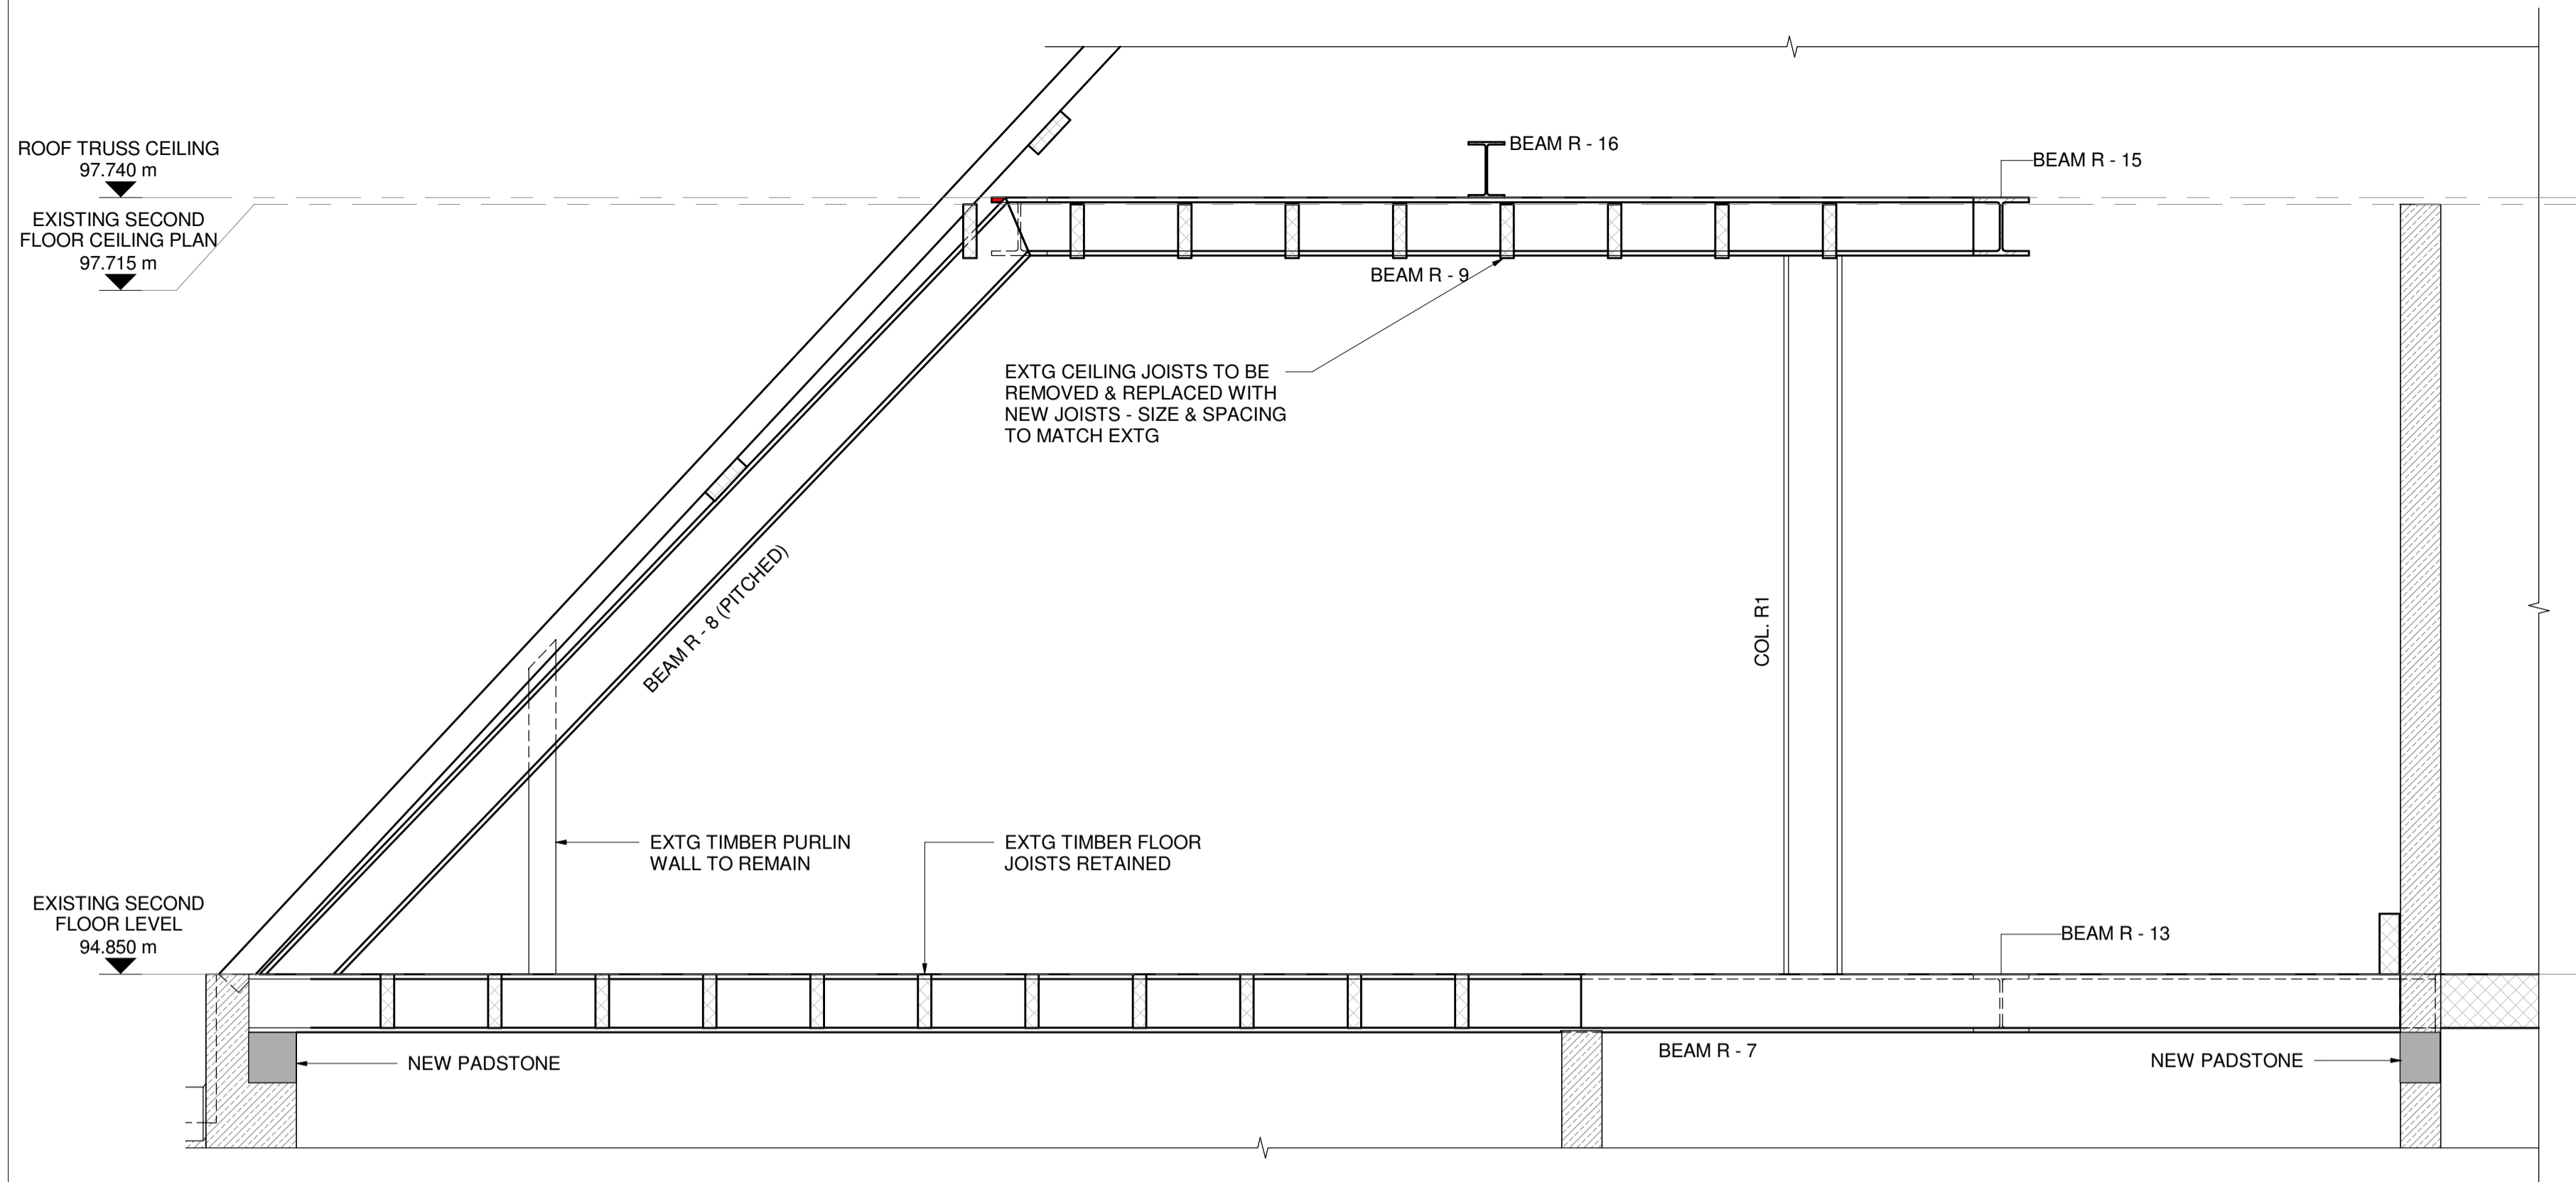 ROOF TRUSS CEILING
97.740 m
EXISTING SECOND
FLOOR CEILING PLAN
97.715 m
BEAM R - 16
BEAM R - 15
BEAM R - 9
EXTG CEILING JOISTS TO BE
REMOVED & REPLACED WITH
NEW JOISTS - SIZE & SPACING
TO MATCH EXTG
BEAM R - 8 (PITCHED)
COL. R1
EXTG TIMBER PURLIN
WALL TO REMAIN
EXTG TIMBER FLOOR
JOISTS RETAINED
EXISTING SECOND
FLOOR LEVEL
94.850 m
BEAM R - 13
NEW PADSTONE
BEAM R - 7
NEW PADSTONE